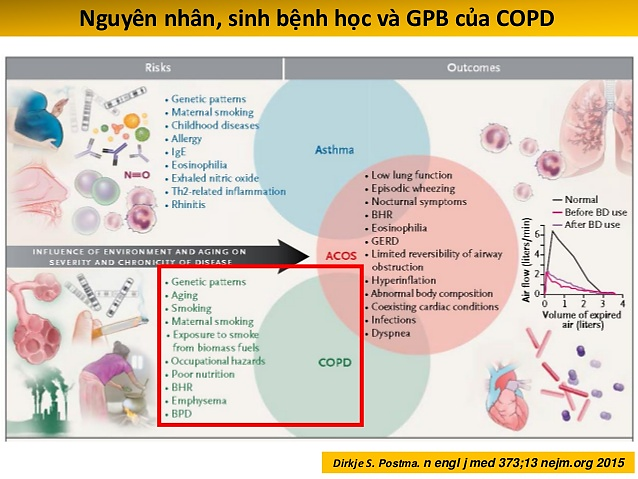 Nguyên nhân, sinh bệnh học và GPB của COPD
Risks
Outcomes
• Genetic patterns
• Maternal smoking
• Childhood diseases
• Allergy
• IgE
• Eosinophilia
• Exhaled nitric oxide
• Th2-related inflammation
• Rhinitis
N=O
Asthma
• Low lung function
• Episodic wheezing
• Nocturnal symptoms
• BHR
• Eosinophilia
• GERD
• Limited reversibility of airway
obstruction
• Hyperinflation
• Abnormal body composition
• Coexisting cardiac conditions
• Infections
• Dyspnea
ACOS
INFLUENCE OF ENVIRONMENT AND AGING ON
SEVERITY AND CHRONICITY OF DISEASE
• Genetic patterns
• Aging
• Smoking
• Maternal smoking
• Exposure to smoke
from biomass fuels
• Occupational hazards
• Poor nutrition
• BHR
• Emphysema
• BPD
COPD
Normal
Before BD use
After BD use
Air flow (liters/min)
6
4
2
0
0 1 2 3 4
Volume of expired
air (liters)
Dirkje S. Postma. n engl j med 373;13 nejm.org 2015